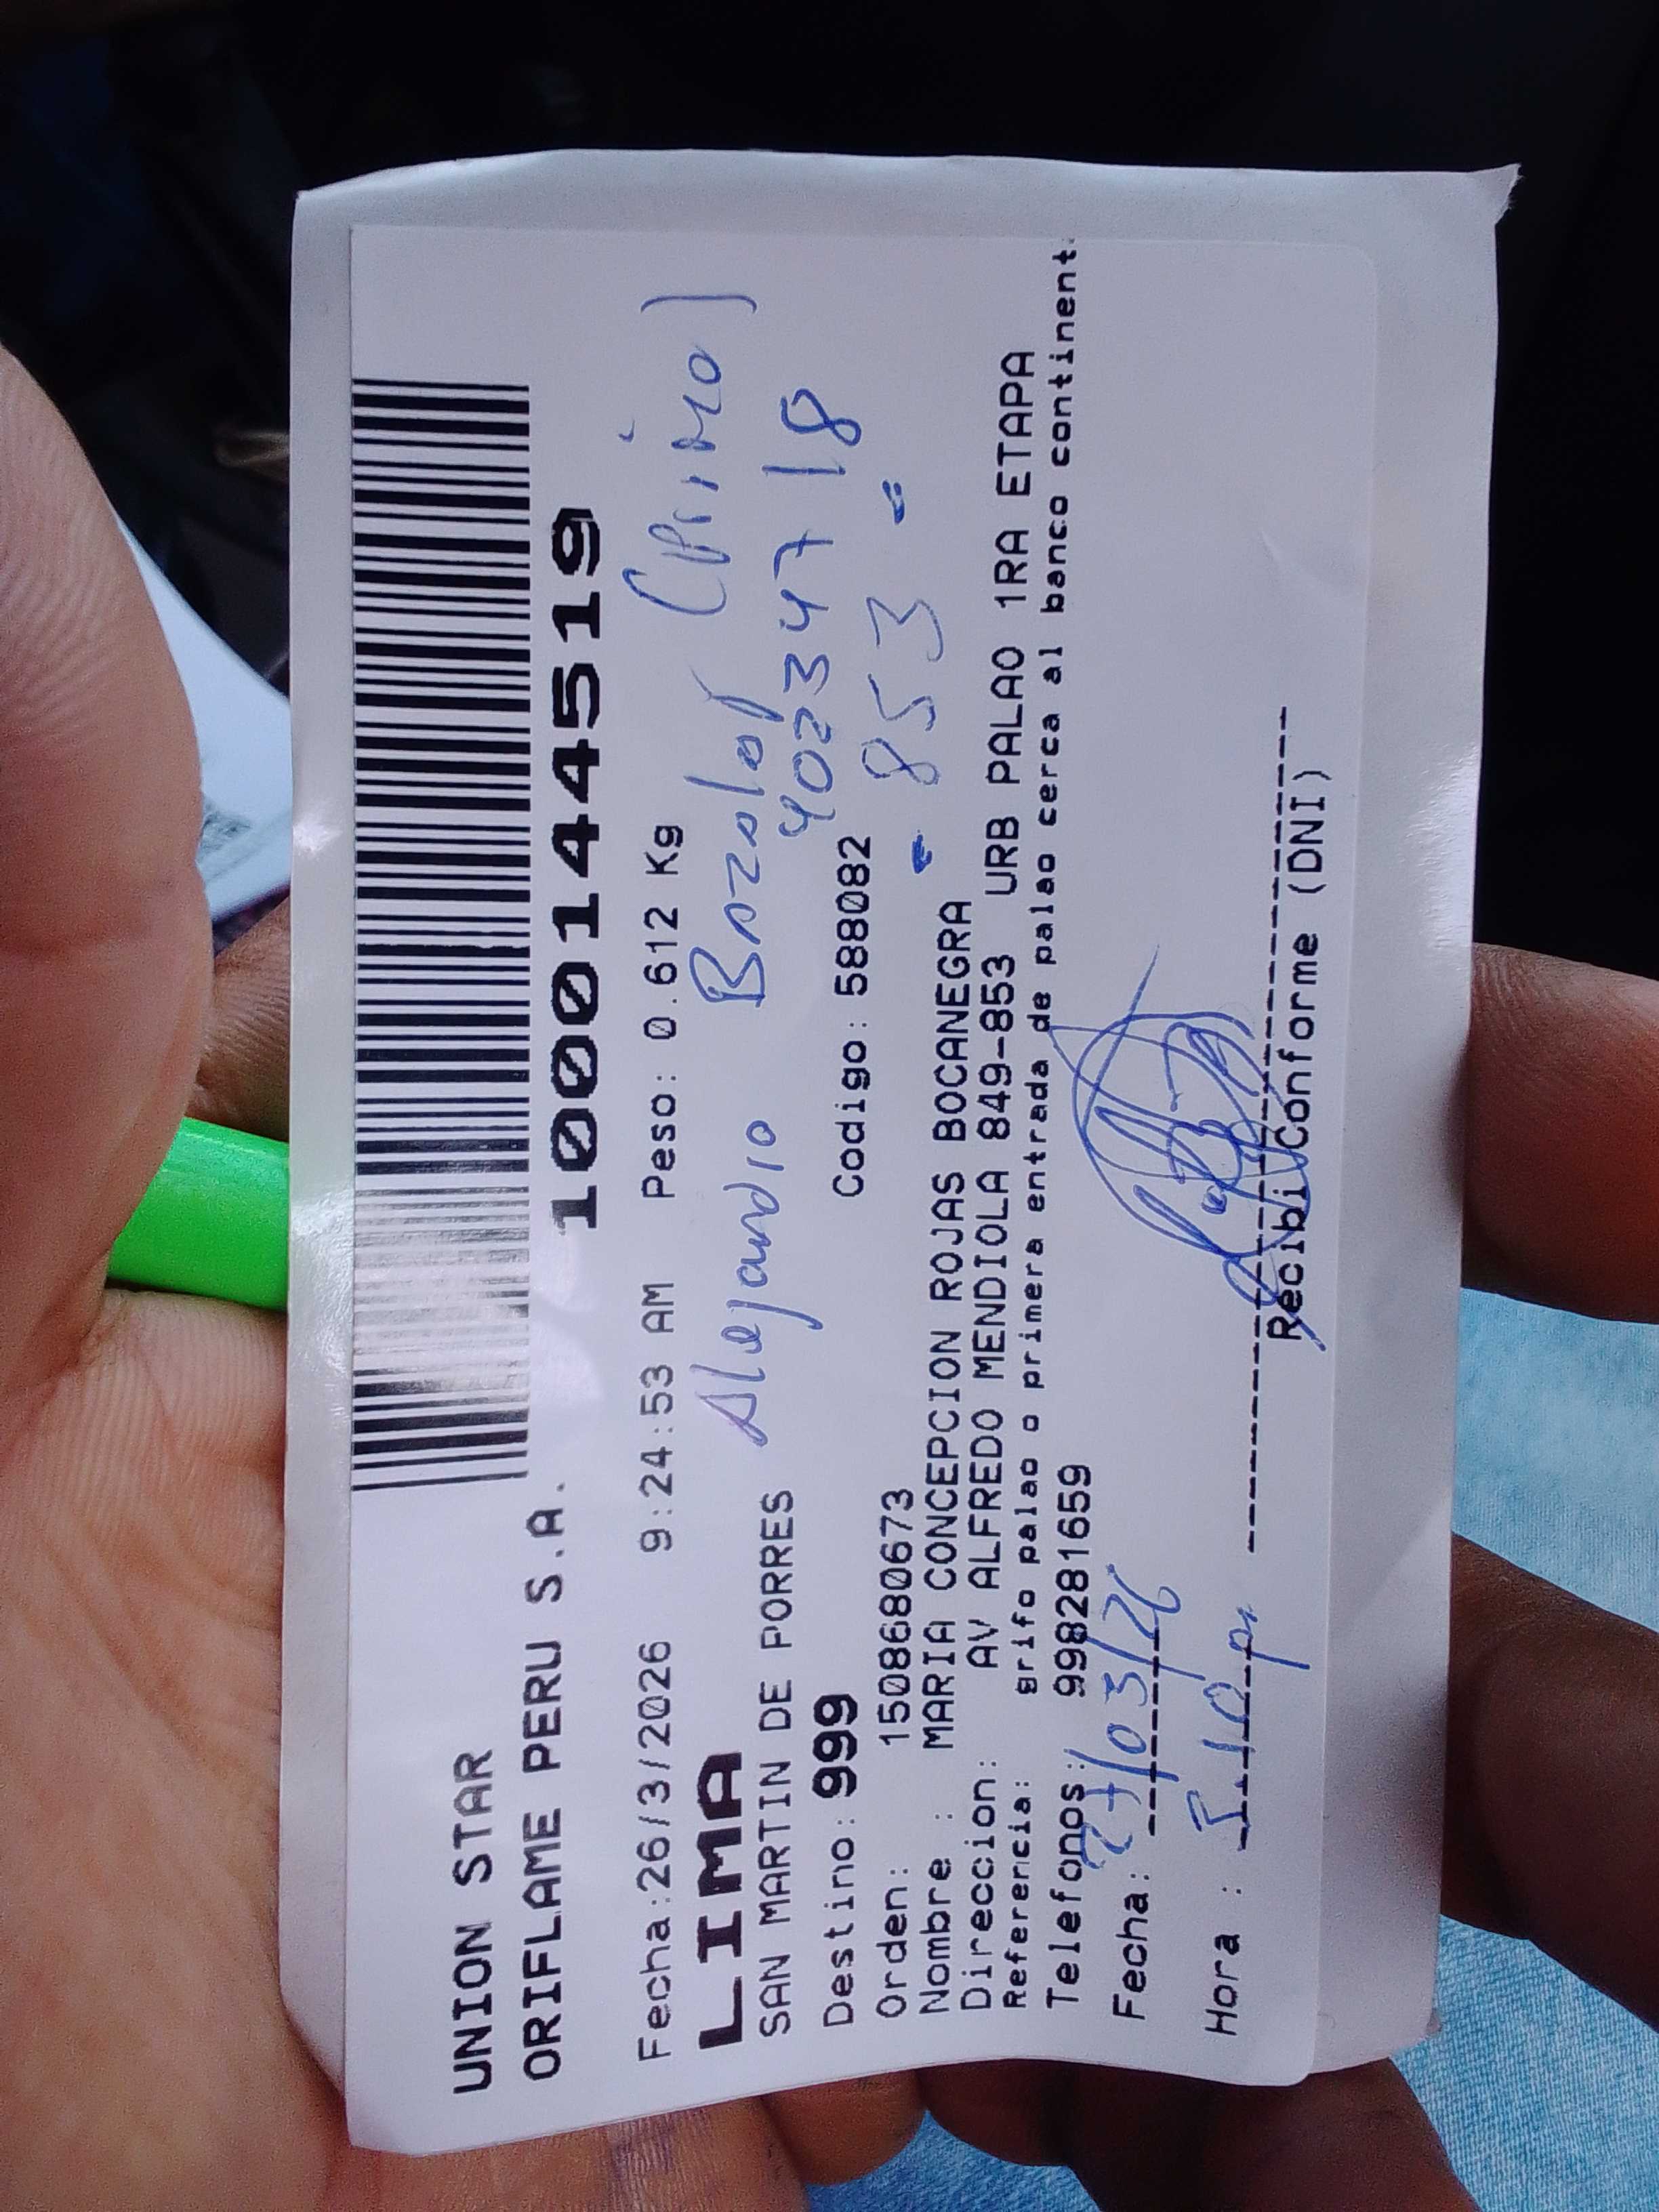 UNION STAR
ORIFLAME PERU S.A.
1000144519
Fecha:26/3/2026 9:24:53 AM Peso: 0.612 Kg
LIMA
Alejandro (Primo)
SAN MARTIN DE PORRES
40234718
Destino: 999 Codigo: 588082
853
Orden: 1508680673
Nombre : MARIA CONCEPCION ROJAS BOCANEGRA
Direccion: AV ALFREDO MENDIOLA 849-853 URB PALAO 1RA ETAPA
Referencia: grifo palao o primera entrada de palao cerca al banco continent
Telefonos: 998281659
Fecha: 27/03/26
Hora : 5.10 pm
Recibi Conforme (DNI)